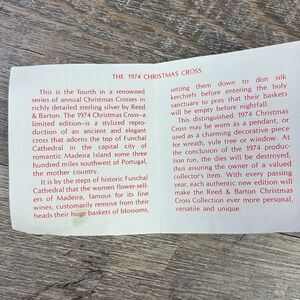 THE 1974 CHRISTMAS CROSS
This is the fourth in a renowned
series of annual Christmas Crosses in
richly detailed sterling silver by Reed
& Barton. The 1974 Christmas Cross—a
limited edition—is a stylized repro-
duction of an ancient and elegant
cross that adorns the top of Funchal
Cathedral in the capital city of
romantic Madeira Island some three
hundred miles southwest of Portugal,
the mother country.
It is by the steps of historic Funchal
Cathedral that the women flower-sell-
ers of Madeira, famous for its line
wines, customarily remove from their
heads their huge baskets of blossoms,
setting them down to don silk
kerchiefs before entering the holy
sanctuary to pray that their baskets
will be empty before nightfall.
This distinguished 1974 Christmas
Cross may be worn as a pendant, or
used as a charming decorative piece
for wreath, yule tree or window. At
the conclusion of the 1974 produc-
tion run, the dies will be destroyed,
thus assuring the owner of a valued
collector's item. With every passing
year, each authentic new edition will
make the Reed & Barton Christmas
Cross Collection ever more personal,
versatile and unique.